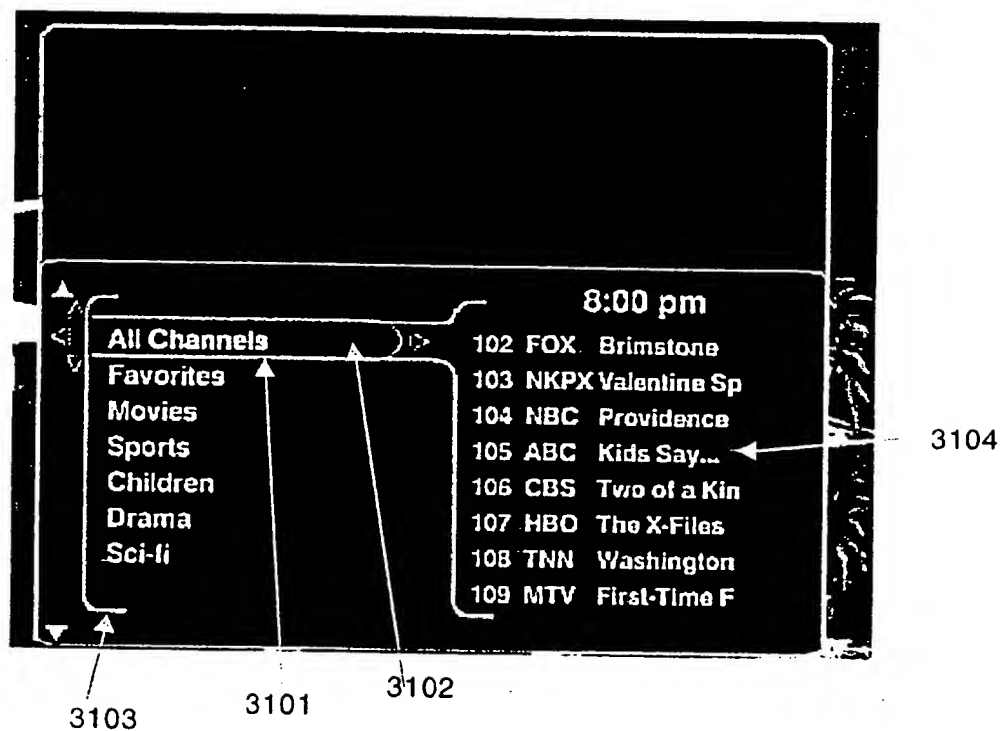 8:00 pm
All Channels
Favorites
Movies
Sports
Children
Drama
Sci-fi
102 FOX Brimstone
103 NKPX Valentine Sp
104 NBC Providence
105 ABC Kids Say...
106 CBS Two of a Kin
107 HBO The X-Files
108 TNN Washington
109 MTV First-Time F
3104
3103
3101
3102